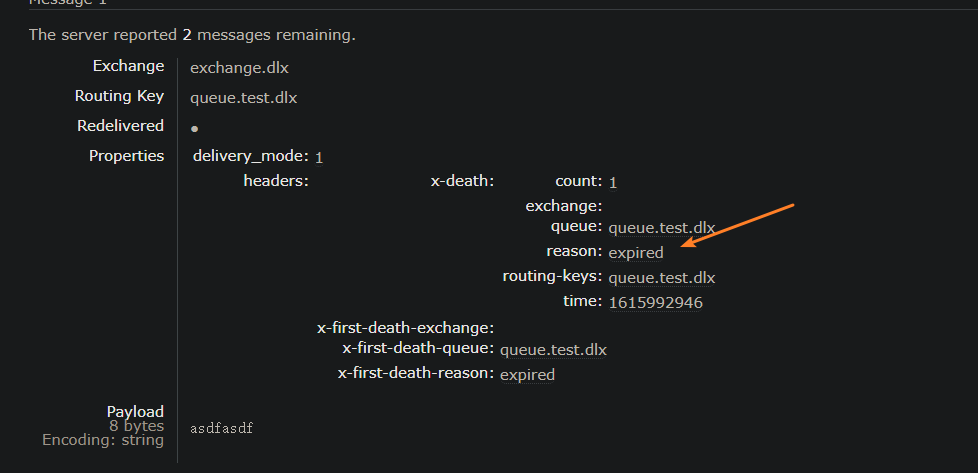 Message 1
The server reported 2 messages remaining.
Exchange exchange.dlx
Routing Key queue.test.dlx
Redelivered ●
Properties delivery_mode: 1
headers: x-death: count: 1
exchange:
queue: queue.test.dlx
reason: expired
routing-keys: queue.test.dlx
time: 1615992946
x-first-death-exchange:
x-first-death-queue: queue.test.dlx
x-first-death-reason: expired
Payload
8 bytes
Encoding: string
asdfasdf